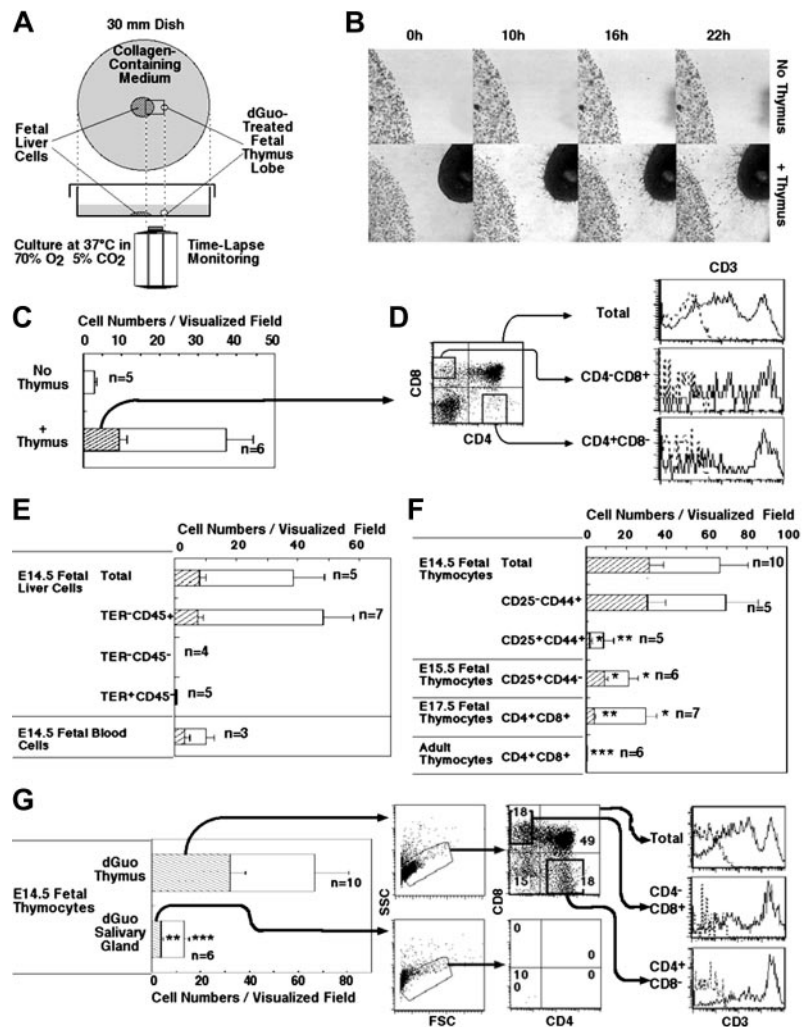 A
30 mm Dish
Collagen-
Containing
Medium
Fetal
Liver
Cells
dGuo-
Treated
Fetal
Thymus
Lobe
Culture at 37°C in
70% O2 5% CO2
Time-Lapse
Monitoring
B
0h 10h 16h 22h
No Thymus
+ Thymus
C
Cell Numbers / Visualized Field
0 10 20 30 40 50
No
Thymus
n=5
+
Thymus
n=6
D
CD8
CD4
CD3
Total
CD4-CD8+
CD4+CD8-
E
Cell Numbers / Visualized Field
0 20 40 60
E14.5 Fetal
Liver Cells
Total n=5
TER-CD45+ n=7
TER-CD45- n=4
TER+CD45- n=5
E14.5 Fetal Blood
Cells
n=3
F
Cell Numbers / Visualized Field
0 20 40 60 80 100
E14.5 Fetal
Thymocytes
Total n=10
CD25-CD44+ n=5
CD25+CD44+ * ** n=5
E15.5 Fetal
Thymocytes
CD25+CD44- * * n=6
E17.5 Fetal
Thymocytes
CD4+CD8+ ** * n=7
Adult
Thymocytes
CD4+CD8+ *** n=6
G
E14.5 Fetal
Thymocytes
dGuo
Thymus
n=10
dGuo
Salivary
Gland
** ***
n=6
0 20 40 60 80
Cell Numbers / Visualized Field
SSC
FSC
CD8
18
49
15
18
0
0
10
0
0
CD4
Total
CD4-
CD8+
CD4+
CD8-
CD3